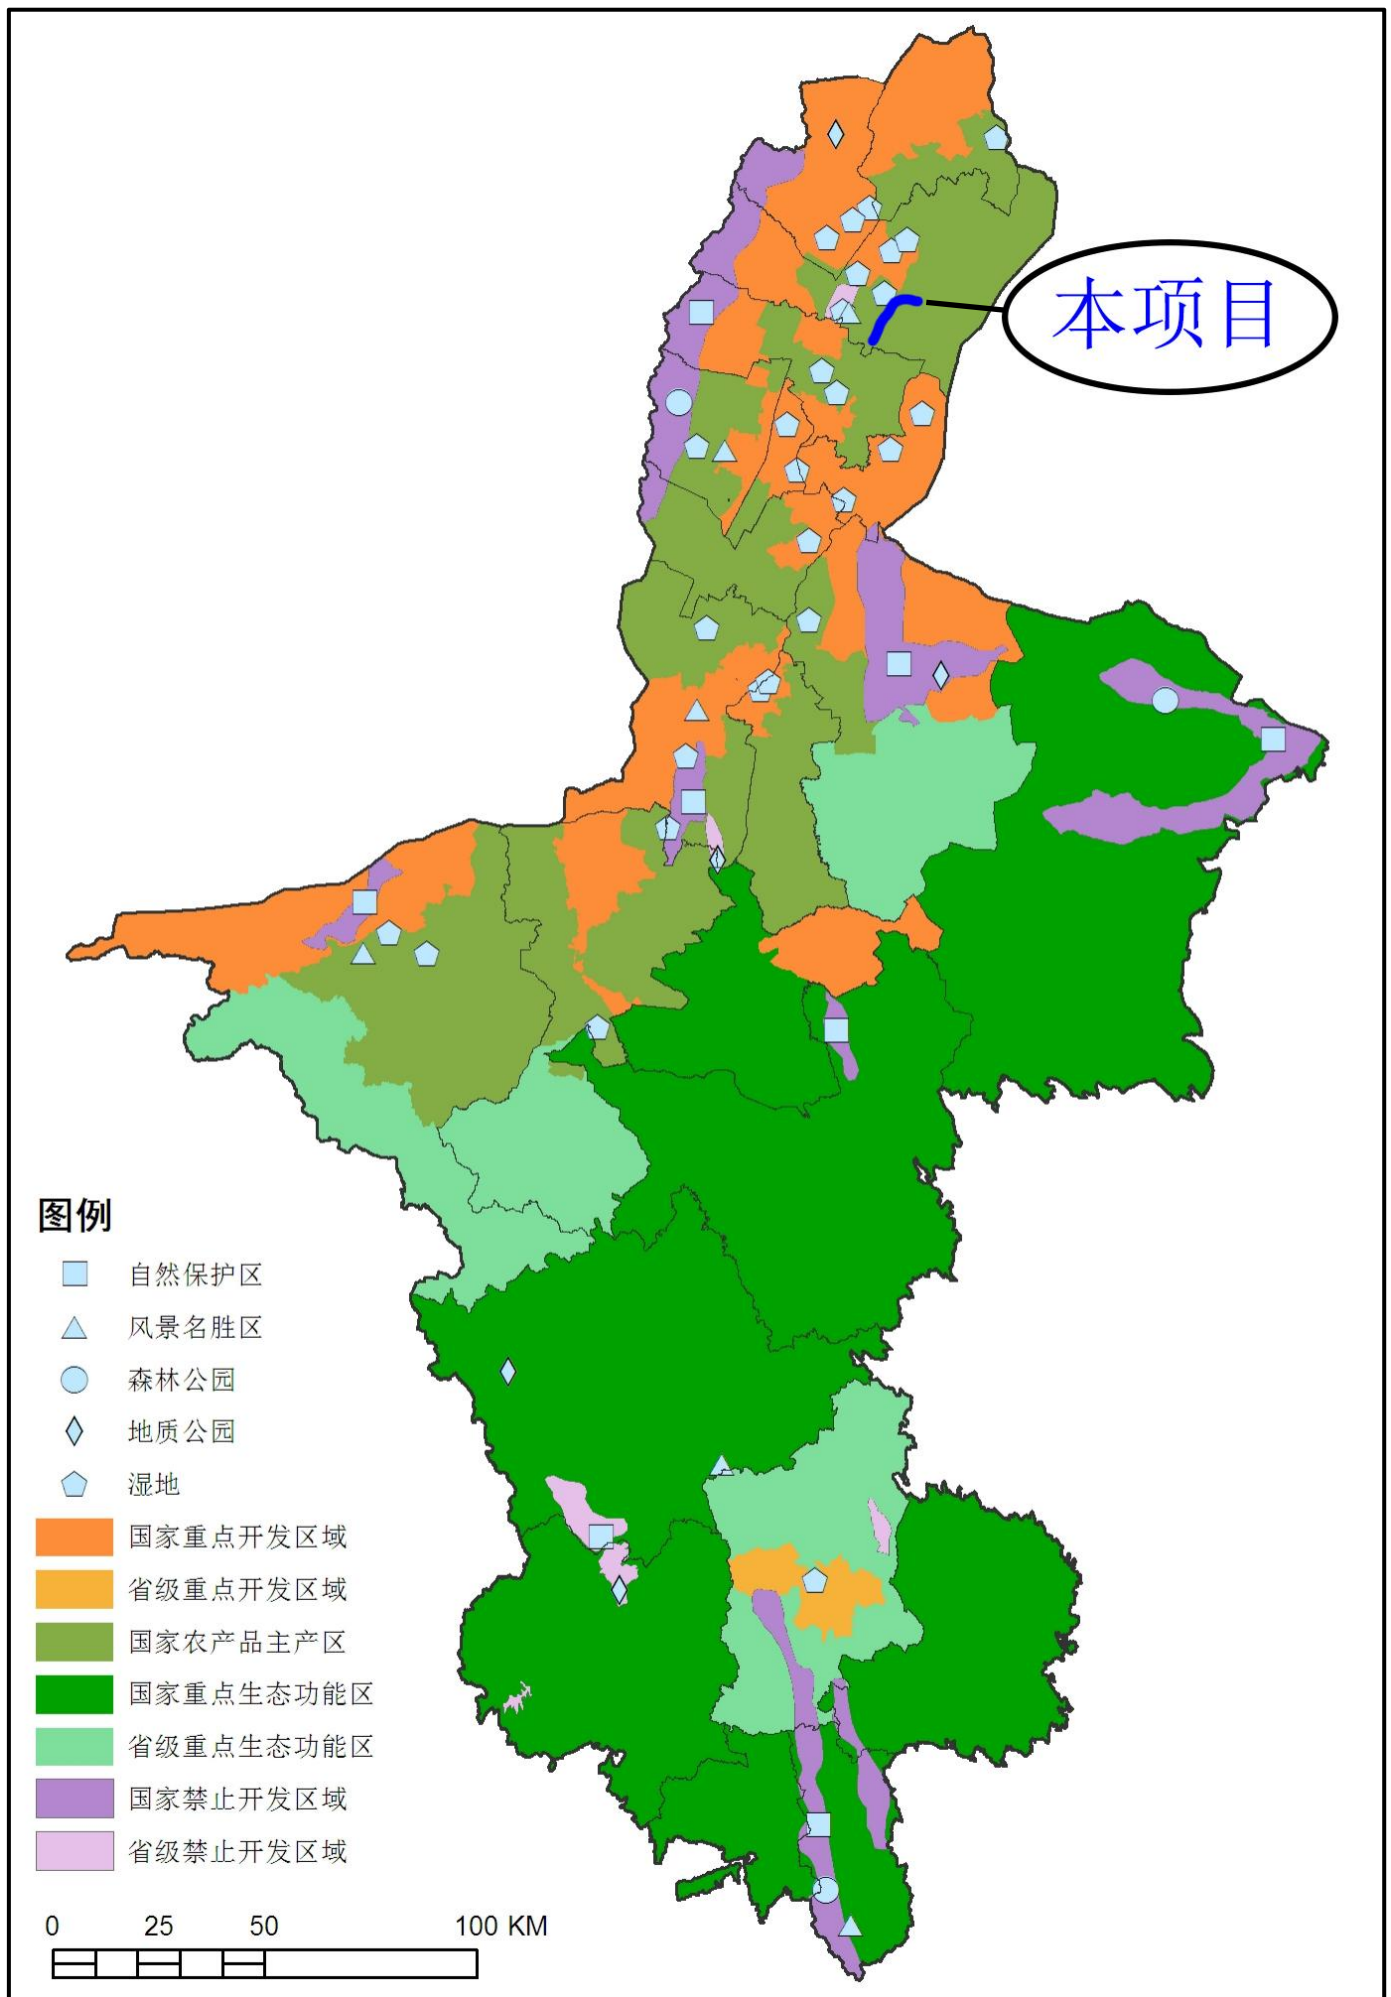 本项目
图例
自然保护区
风景名胜区
森林公园
地质公园
湿地
国家重点开发区域
省级重点开发区域
国家农产品主产区
国家重点生态功能区
省级重点生态功能区
国家禁止开发区域
省级禁止开发区域
0 25 50 100 KM